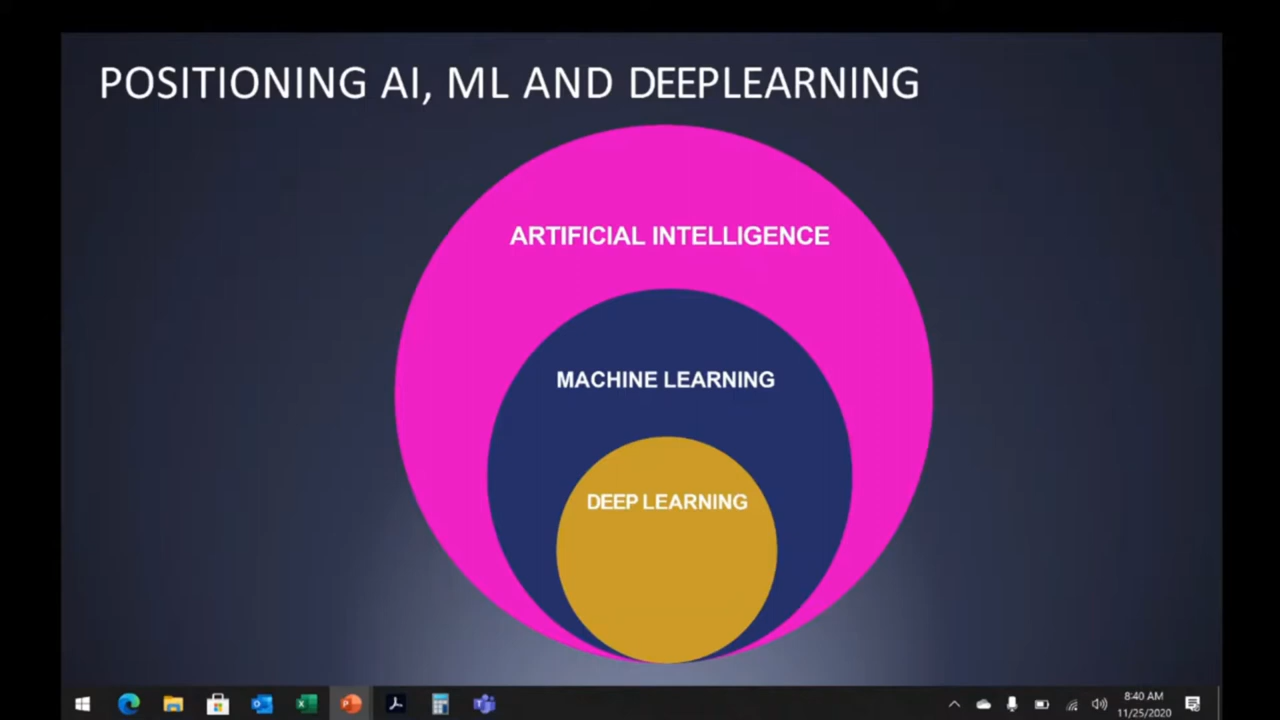 POSITIONING AI, ML AND DEEPLEARNING
ARTIFICIAL INTELLIGENCE
MACHINE LEARNING
DEEP LEARNING
8:40 AM
11/25/2020